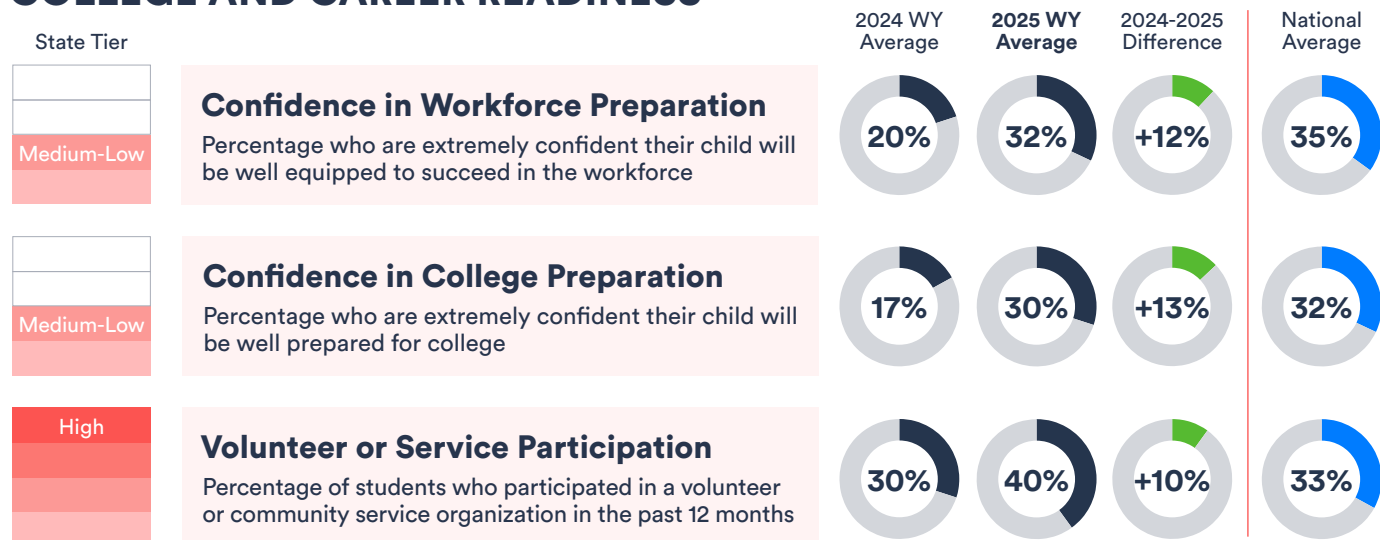 COLLEGE AND CAREER READINESS
State Tier
2024 WY
Average
2025 WY
Average
2024-2025
Difference
National
Average
Medium-Low
Confidence in Workforce Preparation
Percentage who are extremely confident their child will
be well equipped to succeed in the workforce
20%
32%
+12%
35%
Medium-Low
Confidence in College Preparation
Percentage who are extremely confident their child will
be well prepared for college
17%
30%
+13%
32%
High
Volunteer or Service Participation
Percentage of students who participated in a volunteer
or community service organization in the past 12 months
30%
40%
+10%
33%